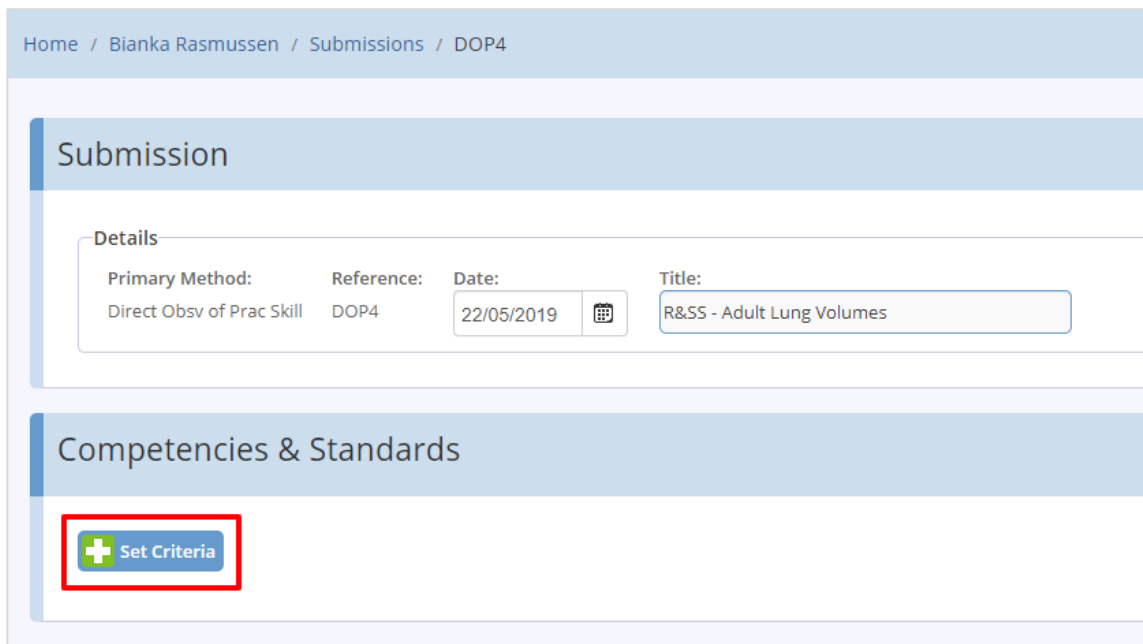 Home / Bianka Rasmussen / Submissions / DOP4
Submission
Details
Primary Method: Reference: Date: Title:
Direct Obsv of Prac Skill DOP4 22/05/2019 R&SS - Adult Lung Volumes
Competencies & Standards
Set Criteria